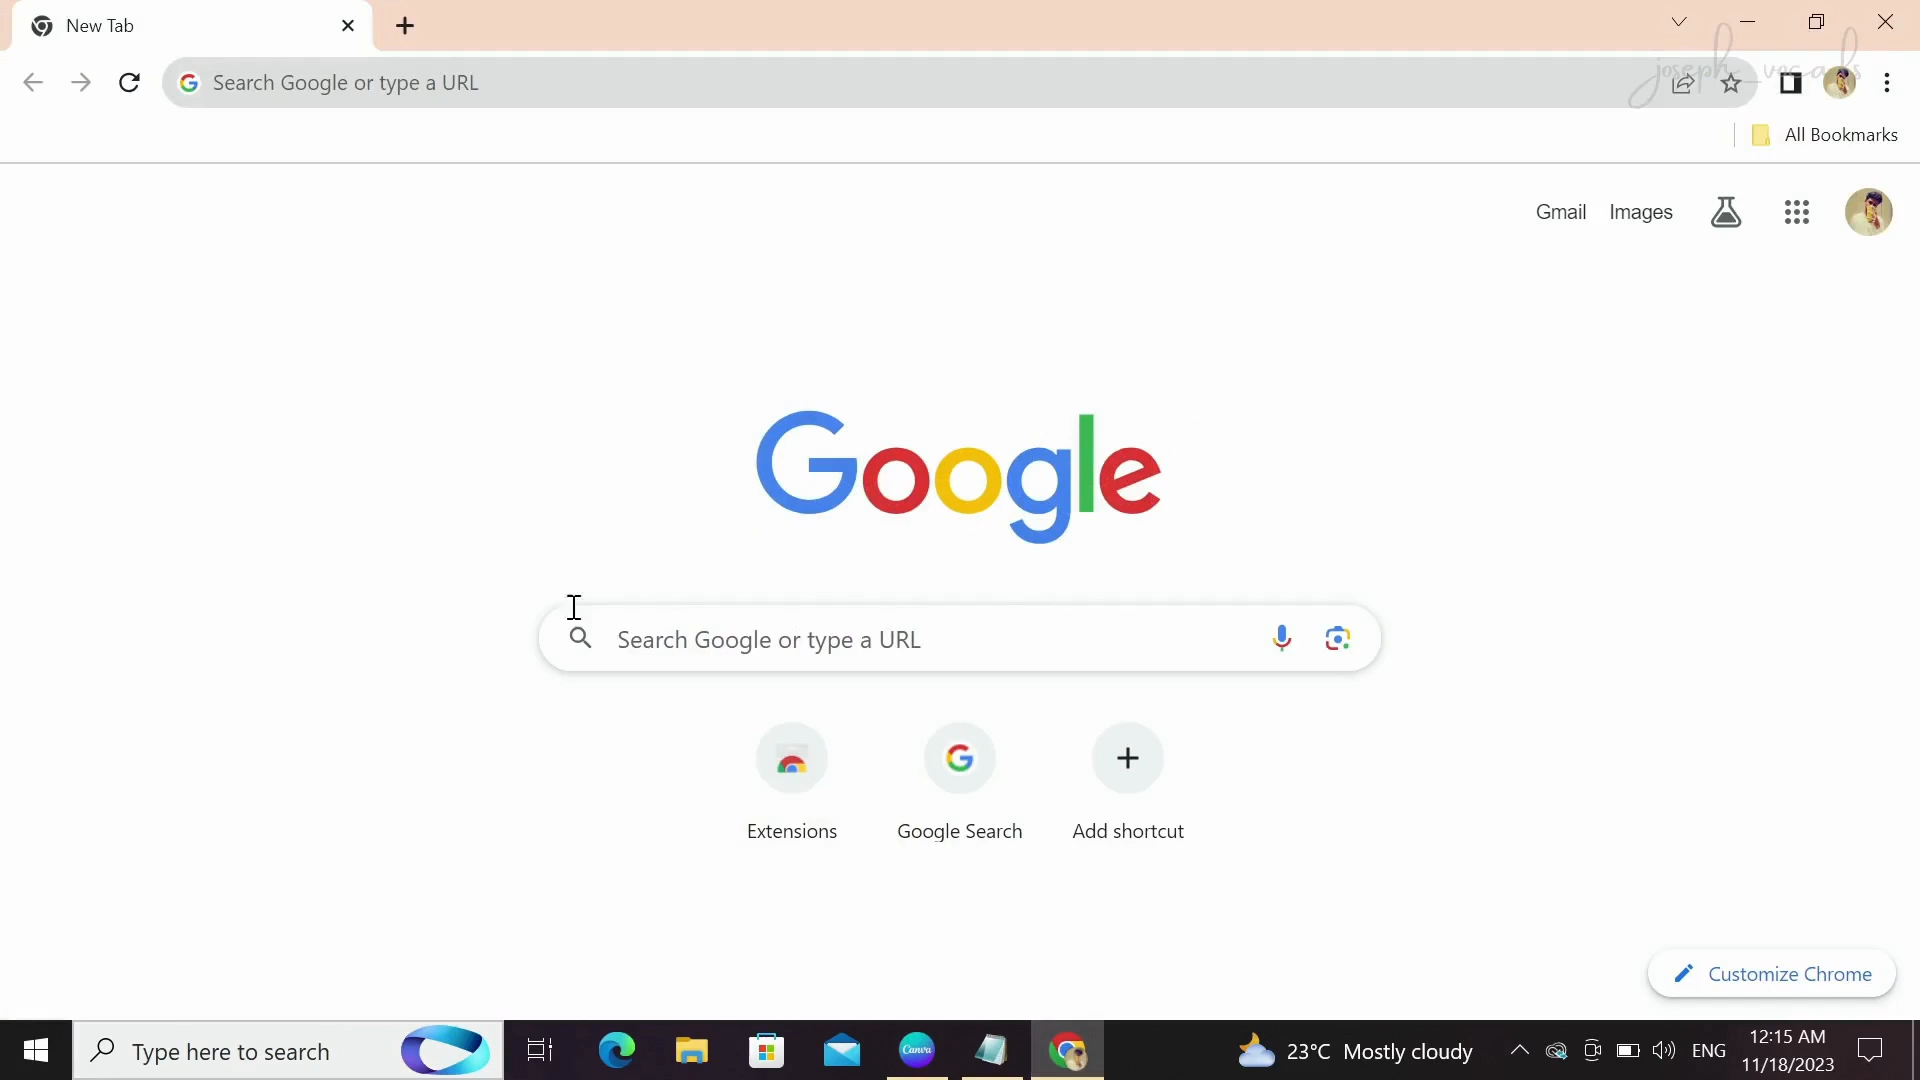 New Tab
joseph_vocals
Search Google or type a URL
All Bookmarks
Gmail Images
Google
Search Google or type a URL
Extensions Google Search Add shortcut
Customize Chrome
Type here to search
Canva
23°C Mostly cloudy
ENG
12:15 AM
11/18/2023